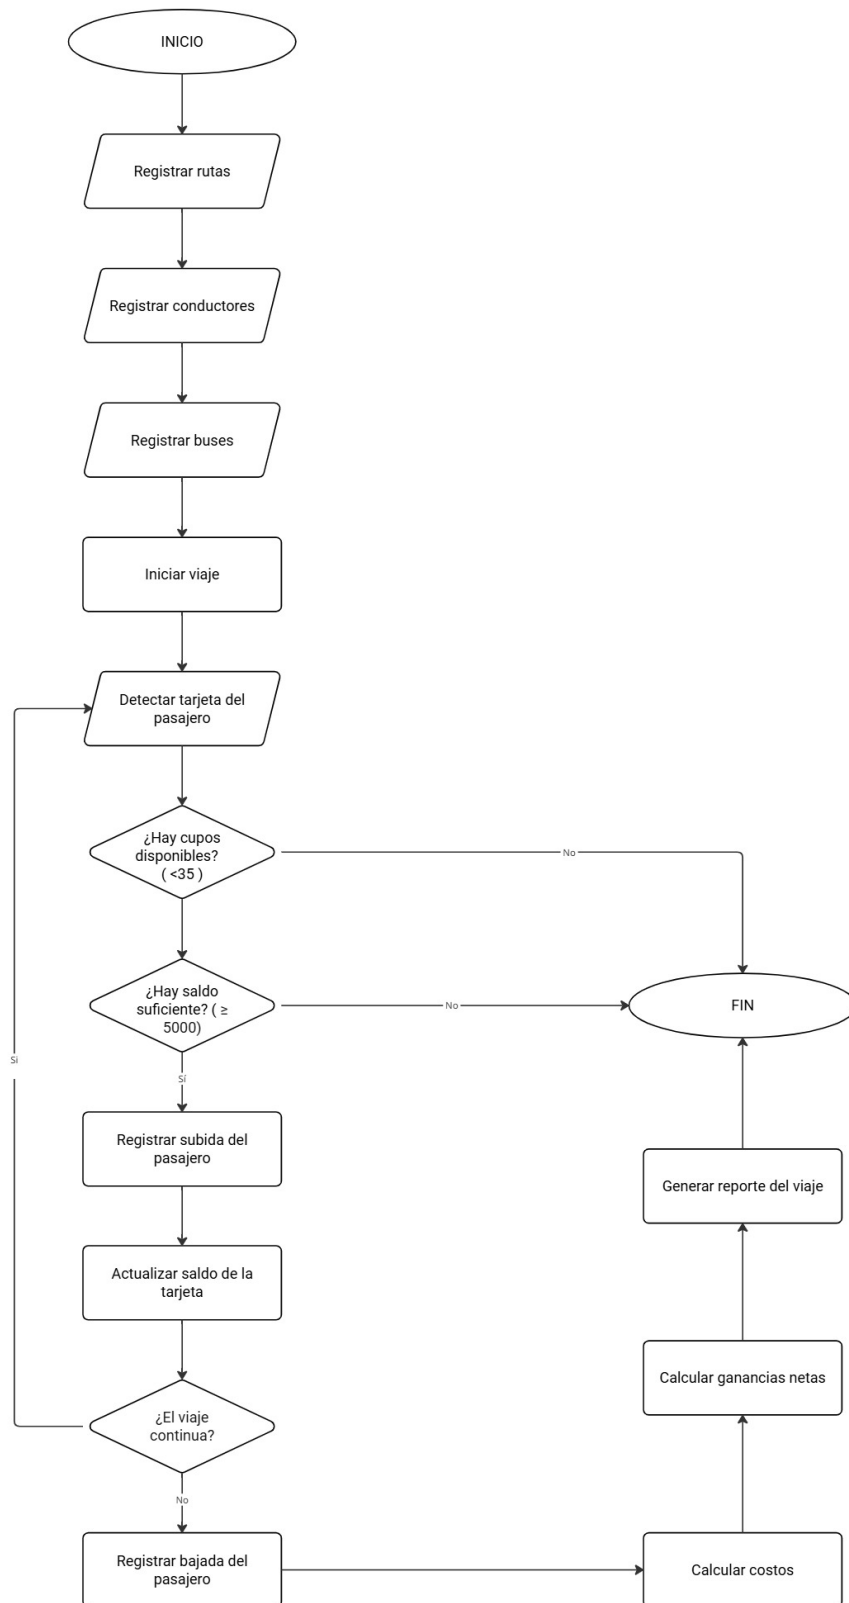 INICIO
Registrar rutas
Registrar conductores
Registrar buses
Iniciar viaje
Detectar tarjeta del
pasajero
¿Hay cupos
disponibles?
( <35 )
No
¿Hay saldo
suficiente? ( ≥
5000)
No
FIN
Si
Sí
Registrar subida del
pasajero
Generar reporte del viaje
Actualizar saldo de la
tarjeta
Calcular ganancias netas
¿El viaje
continua?
No
Registrar bajada del
pasajero
Calcular costos